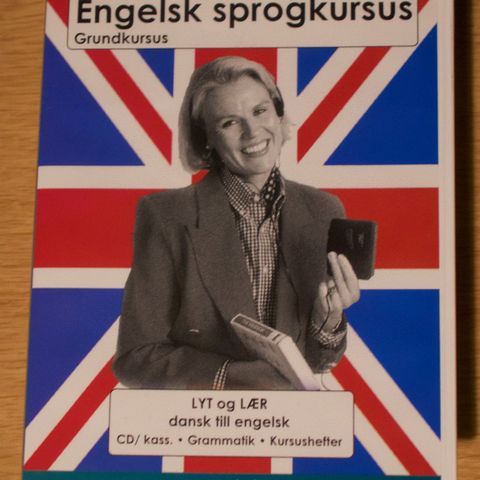 Engelsk sprogkursus
Grundkursus
LYT og LÆR
dansk till engelsk
CD/ kass. • Grammatik • Kursushefter